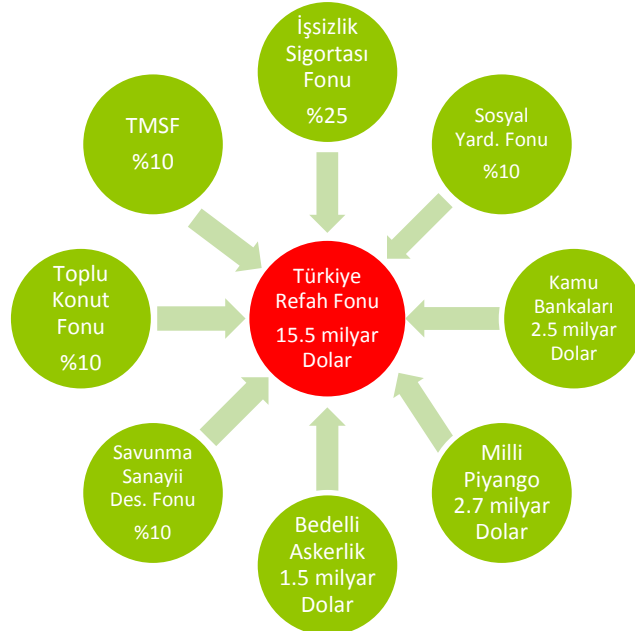 İşsizlik
Sigortası
Fonu
%25
TMSF
%10
Sosyal
Yard. Fonu
%10
Toplu
Konut
Fonu
%10
Türkiye
Refah Fonu
15.5 milyar
Dolar
Kamu
Bankaları
2.5 milyar
Dolar
Savunma
Sanayii
Des. Fonu
%10
Milli
Piyango
2.7 milyar
Dolar
Bedelli
Askerlik
1.5 milyar
Dolar